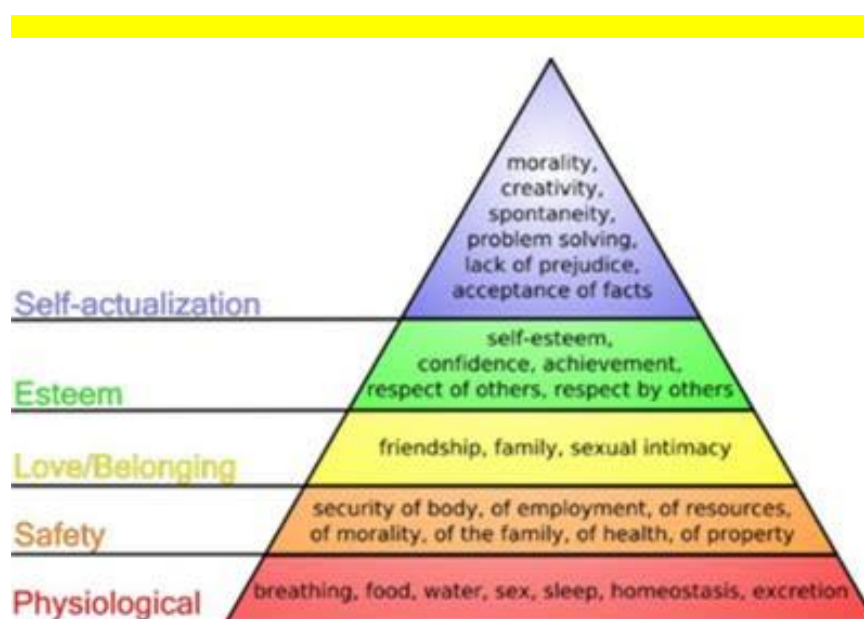 morality,
creativity,
spontaneity,
problem solving,
lack of prejudice,
acceptance of facts
Self-actualization
self-esteem,
confidence, achievement,
respect of others, respect by others
Esteem
friendship, family, sexual intimacy
Love/Belonging
security of body, of employment, of resources,
of morality, of the family, of health, of property
Safety
breathing, food, water, sex, sleep, homeostasis, excretion
Physiological